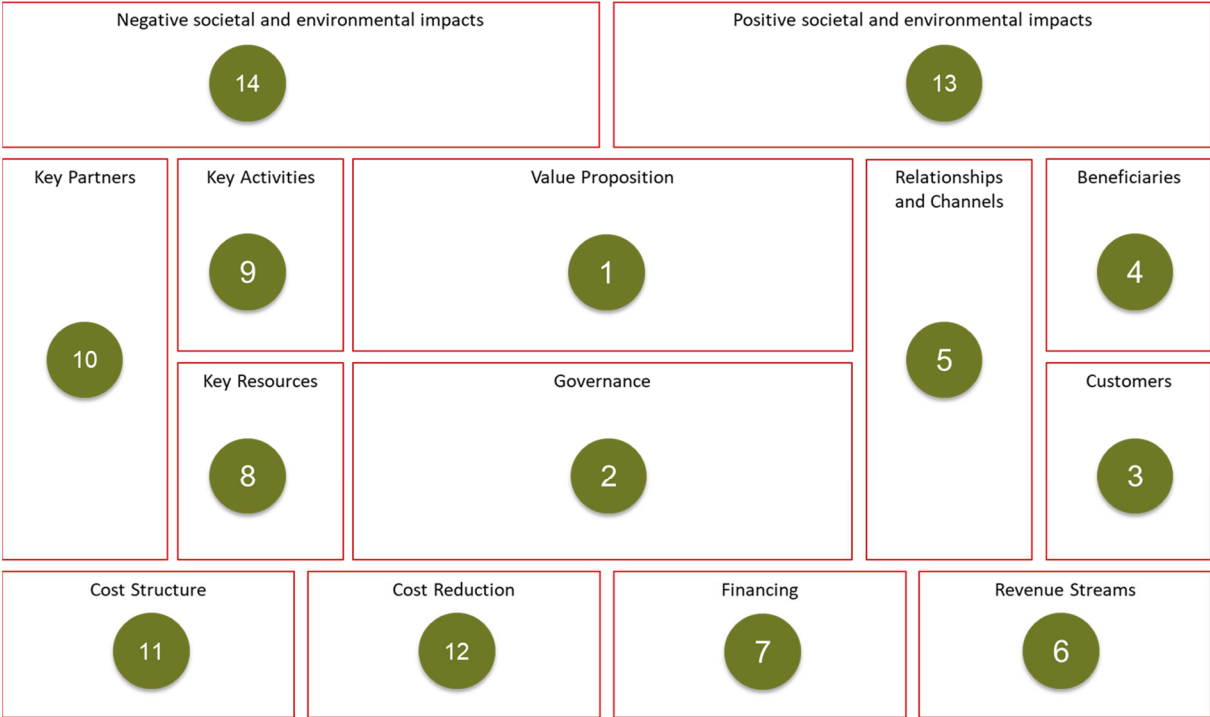 Negative societal and environmental impacts
14
Positive societal and environmental impacts
13
Key Partners
10
Key Activities
9
Key Resources
8
Value Proposition
1
Governance
2
Relationships
and Channels
5
Beneficiaries
4
Customers
3
Cost Structure
11
Cost Reduction
12
Financing
7
Revenue Streams
6